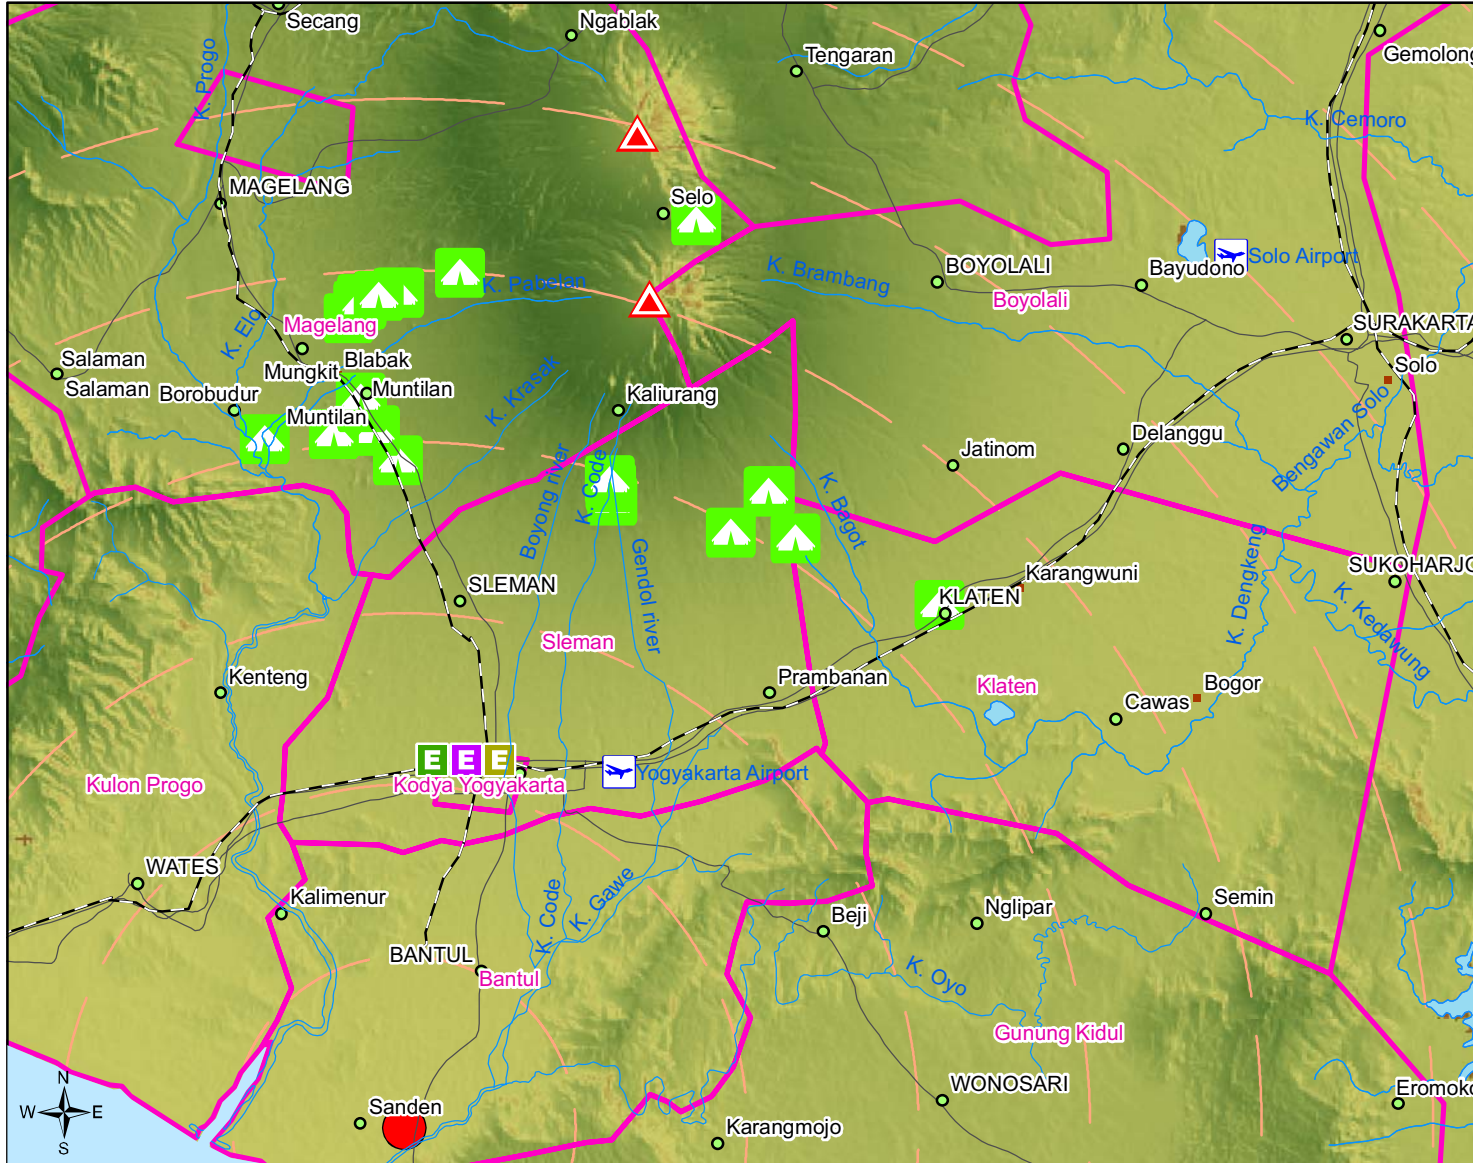 Secang
Ngablak
Tengaran
Gemolong
K. Progo
K. Cemoro
MAGELANG
Selo
K. Pabelan
K. Brambang
BOYOLALI
Bayudono
Solo Airport
Boyolali
Magelang
K. Elo
SURAKARTA
Salaman
Salaman
Mungkit
Blabak
Borobudur
Muntilan
Muntilan
K. Krasak
Kaliurang
Solo
Bengawan Solo
Delanggu
Jatinom
Boyong river
K. Code
K. Bagot
Gendol river
K. Dengkeng
SLEMAN
Karangwuni
KLATEN
SUKOHARJO
K. Kedawung
Sleman
Kenteng
Prambanan
Klaten
Cawas
Bogor
E E E
Kulon Progo
Kodya Yogyakarta
Yogyakarta Airport
WATES
Kalimenur
K. Code
K. Gawe
Beji
Nglipar
Semin
BANTUL
Bantul
K. Oyo
Gunung Kidul
WONOSARI
Eromoko
N
W E
S
Sanden
Karangmojo